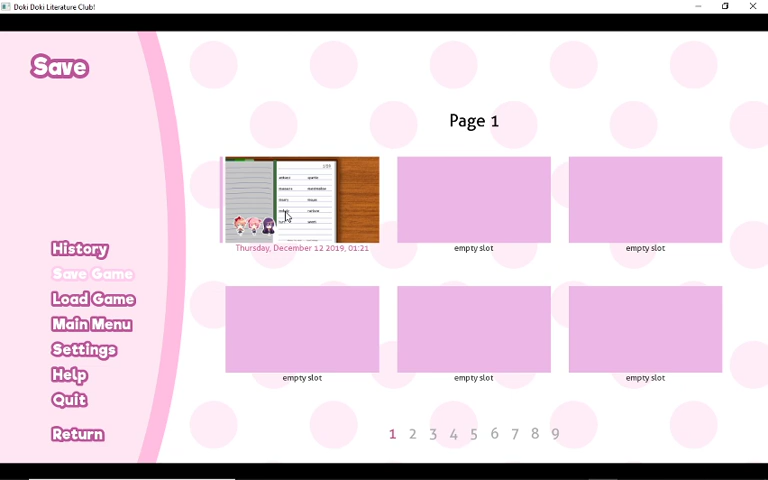 Doki Doki Literature Club!
Save
Page 1
Thursday, December 12 2019, 01:21
empty slot
empty slot
History
Save Game
Load Game
Main Menu
Settings
Help
Quit
Return
empty slot
empty slot
empty slot
1 2 3 4 5 6 7 8 9